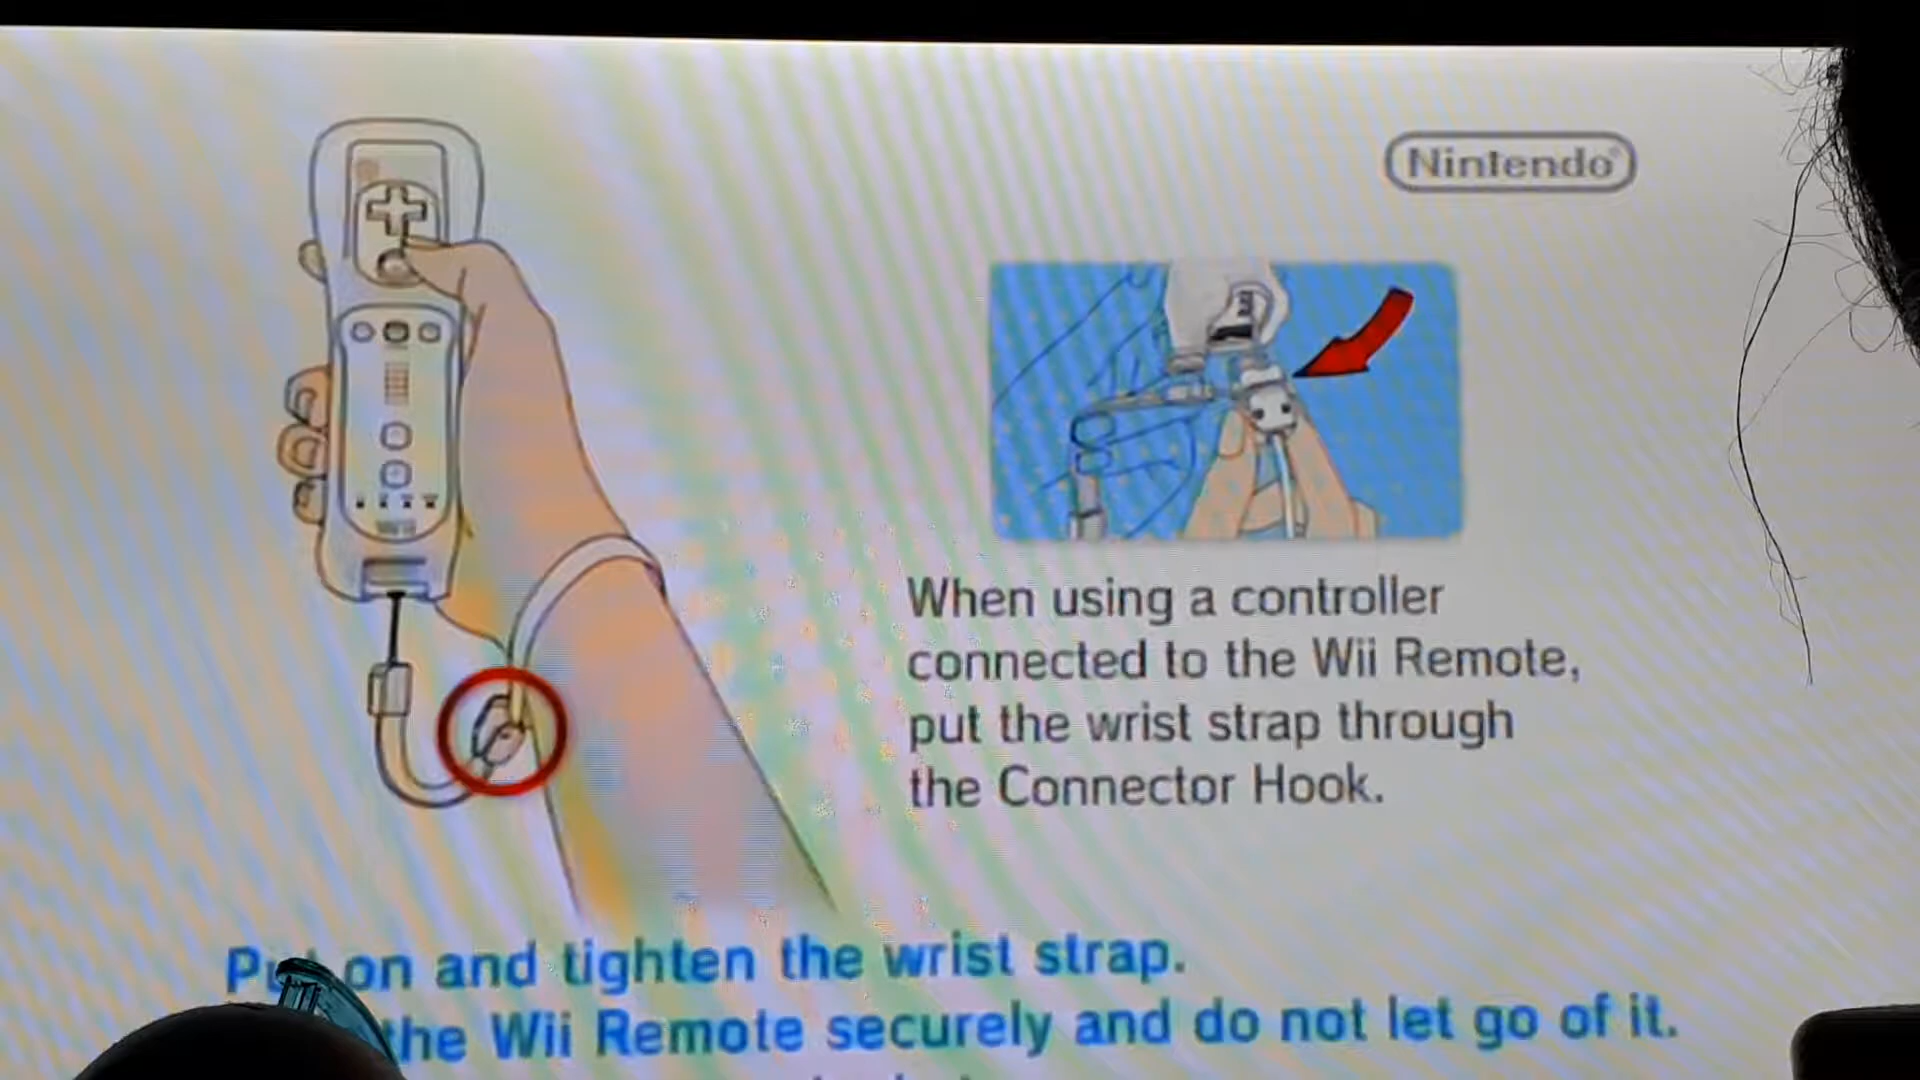 Nintendo®
When using a controller
connected to the Wii Remote,
put the wrist strap through
the Connector Hook.
on and tighten the wrist strap.
the Wii Remote securely and do not let go of it.